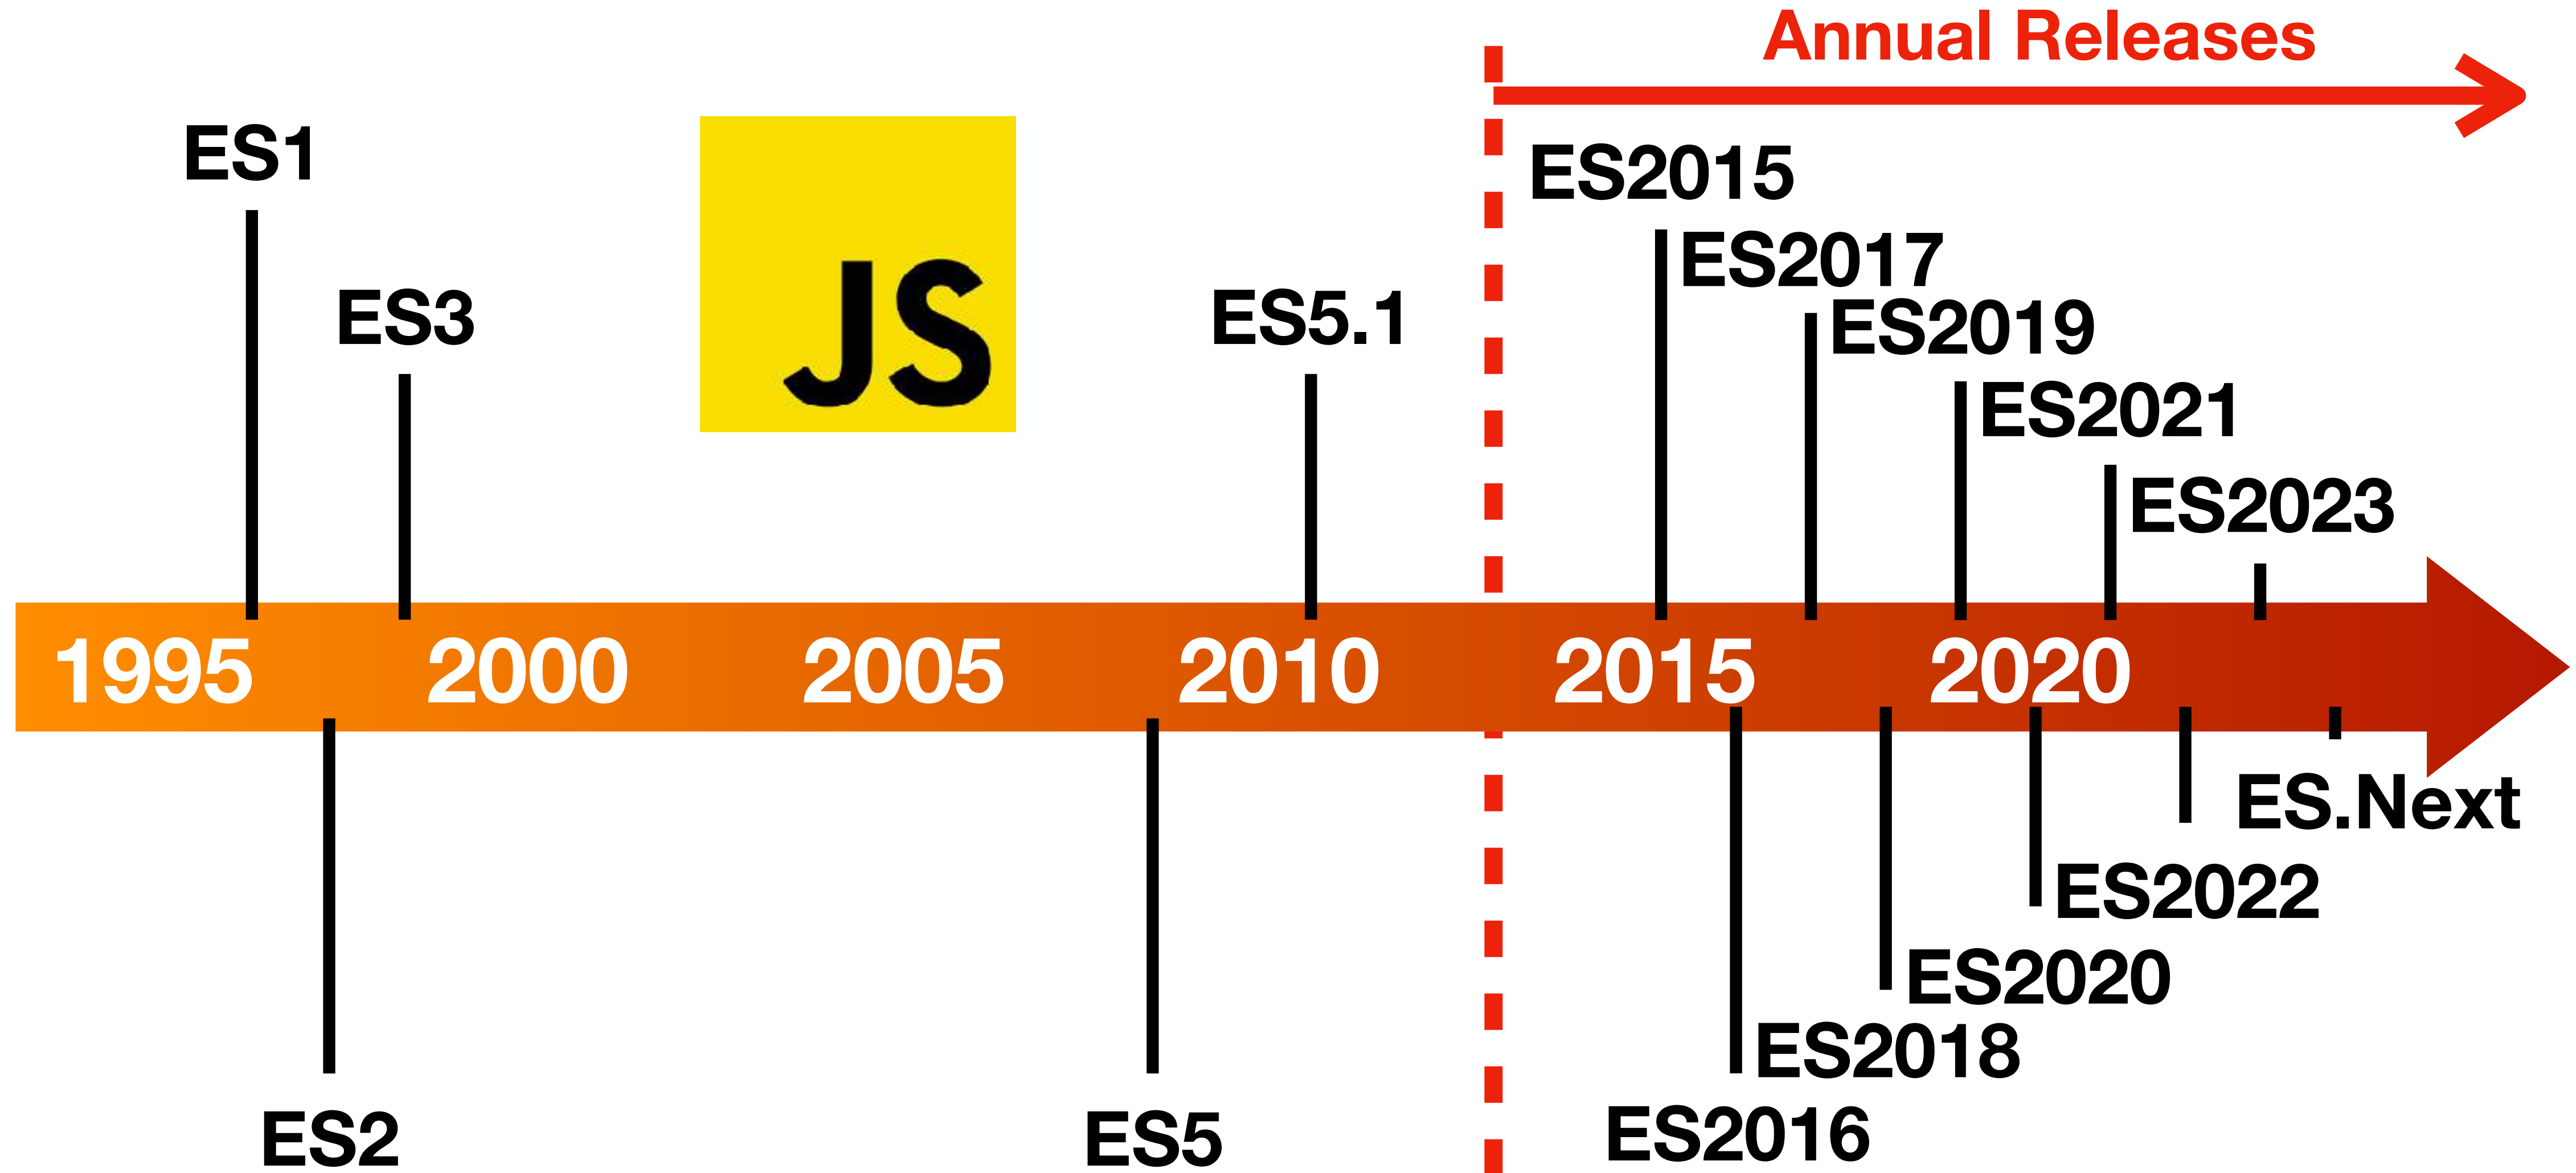 Annual Releases
ES1
ES2015
ES2017
ES3
JS
ES5.1
ES2019
ES2021
ES2023
1995 2000 2005 2010 2015 2020
ES.Next
ES2022
ES2020
ES2018
ES2
ES5
ES2016